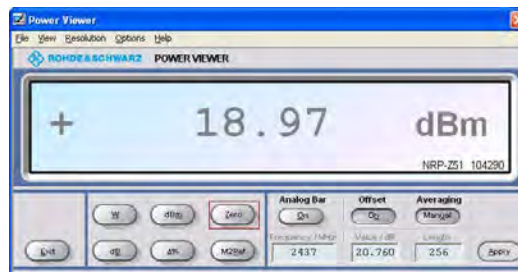 Power Viewer
File View Resolution Options Help
ROHDE & SCHWARZ POWER VIEWER
+ 18.97 dBm
NRP-Z51 104290
Analog Bar Offset Averaging
W dBm Zero On On Manual
Frequency / MHz Value / dB Length
Exit dB Δ% M2Ref 2437 20.760 256 Apply